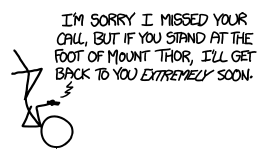 I'M SORRY I MISSED YOUR
CALL, BUT IF YOU STAND AT THE
FOOT OF MOUNT THOR, I'LL GET
BACK TO YOU EXTREMELY SOON.